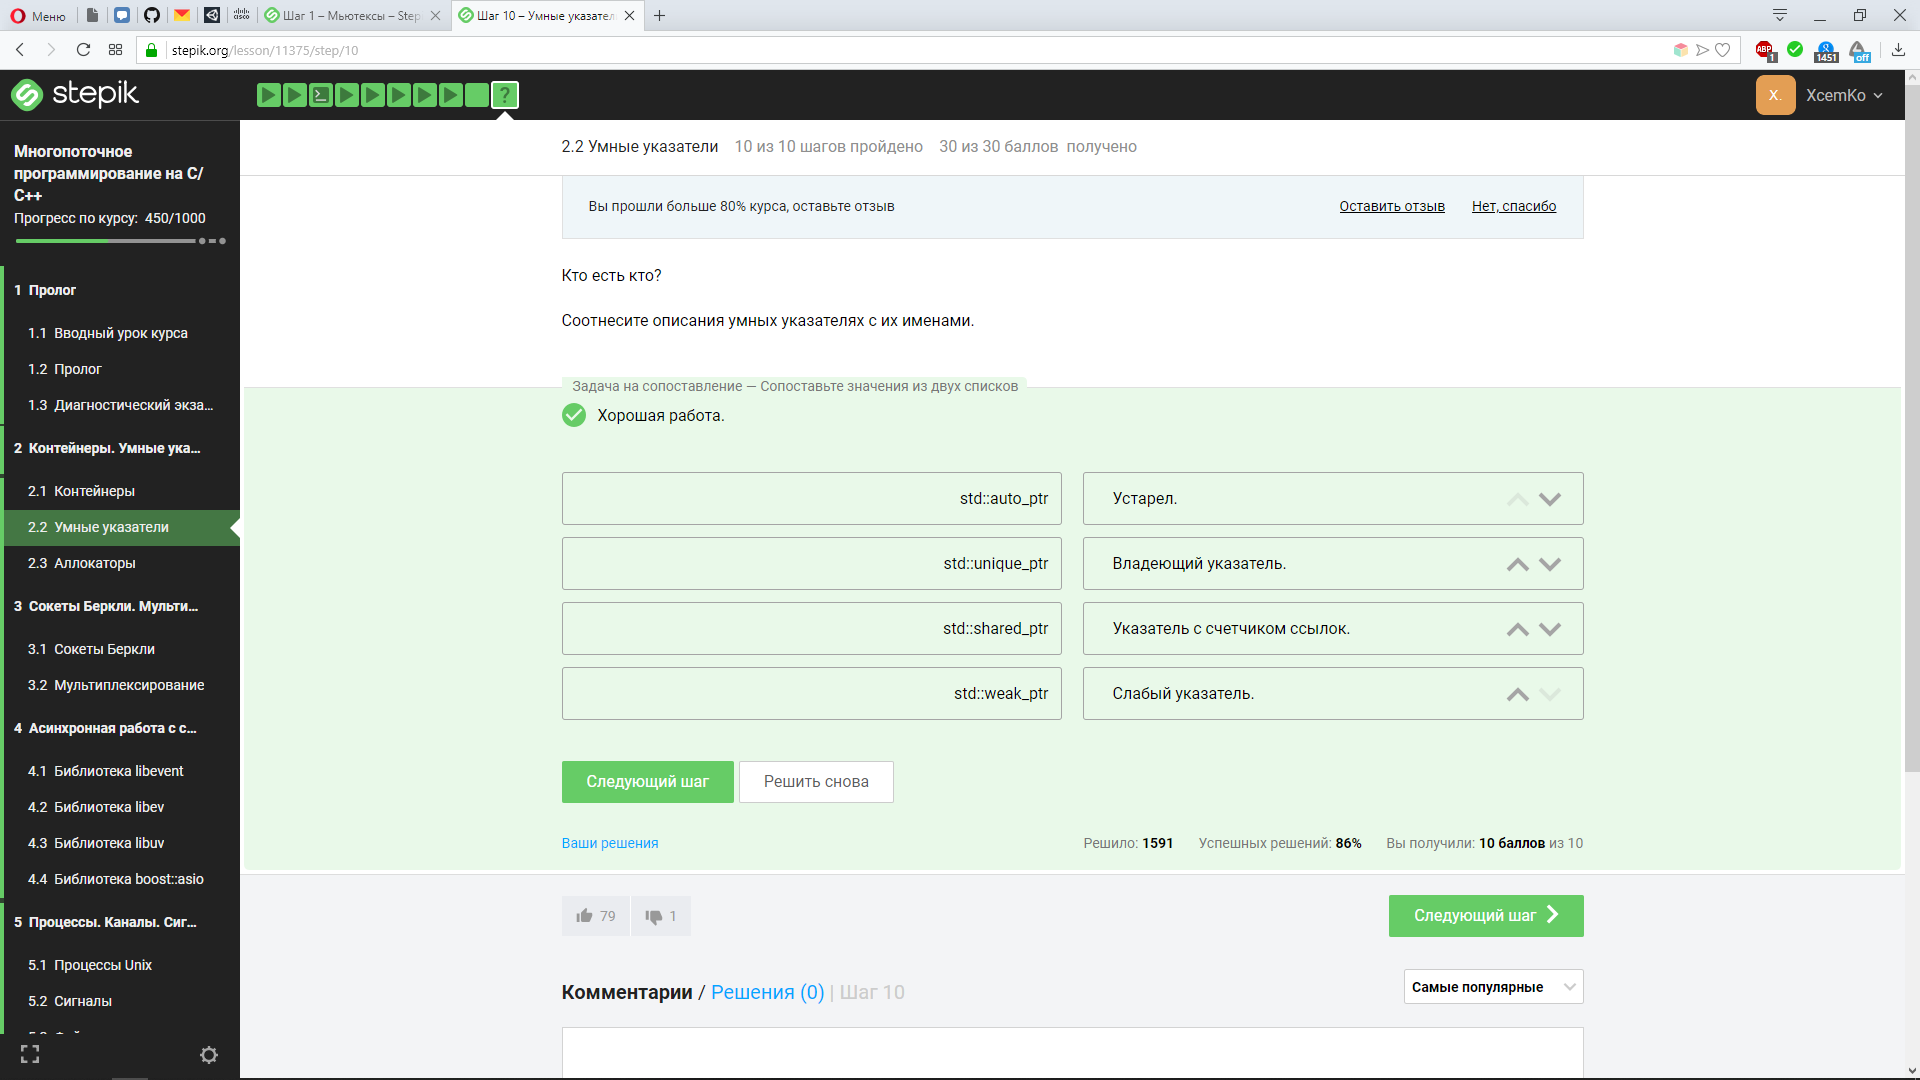 Меню
Шаг 1 – Мьютексы – Step
Шаг 10 – Умные указател
stepik.org/lesson/11375/step/10
ABP
1
1451
off
stepik
?
X.
XcemKo
Многопоточное
программирование на C/
C++
Прогресс по курсу: 450/1000
1 Пролог
1.1 Вводный урок курса
1.2 Пролог
1.3 Диагностический экза...
2 Контейнеры. Умные ука...
2.1 Контейнеры
2.2 Умные указатели
2.3 Аллокаторы
3 Сокеты Беркли. Мульти...
3.1 Сокеты Беркли
3.2 Мультиплексирование
4 Асинхронная работа с с...
4.1 Библиотека libevent
4.2 Библиотека libev
4.3 Библиотека libuv
4.4 Библиотека boost::asio
5 Процессы. Каналы. Сиг...
5.1 Процессы Unix
5.2 Сигналы
2.2 Умные указатели 10 из 10 шагов пройдено 30 из 30 баллов получено
Вы прошли больше 80% курса, оставьте отзыв
Оставить отзыв
Нет, спасибо
Кто есть кто?
Соотнесите описания умных указателях с их именами.
Задача на сопоставление — Сопоставьте значения из двух списков
Хорошая работа.
std::auto_ptr
Устарел.
std::unique_ptr
Владеющий указатель.
std::shared_ptr
Указатель с счетчиком ссылок.
std::weak_ptr
Слабый указатель.
Следующий шаг
Решить снова
Ваши решения
Решило: 1591
Успешных решений: 86%
Вы получили: 10 баллов из 10
79
1
Следующий шаг
Комментарии / Решения (0) | Шаг 10
Самые популярные